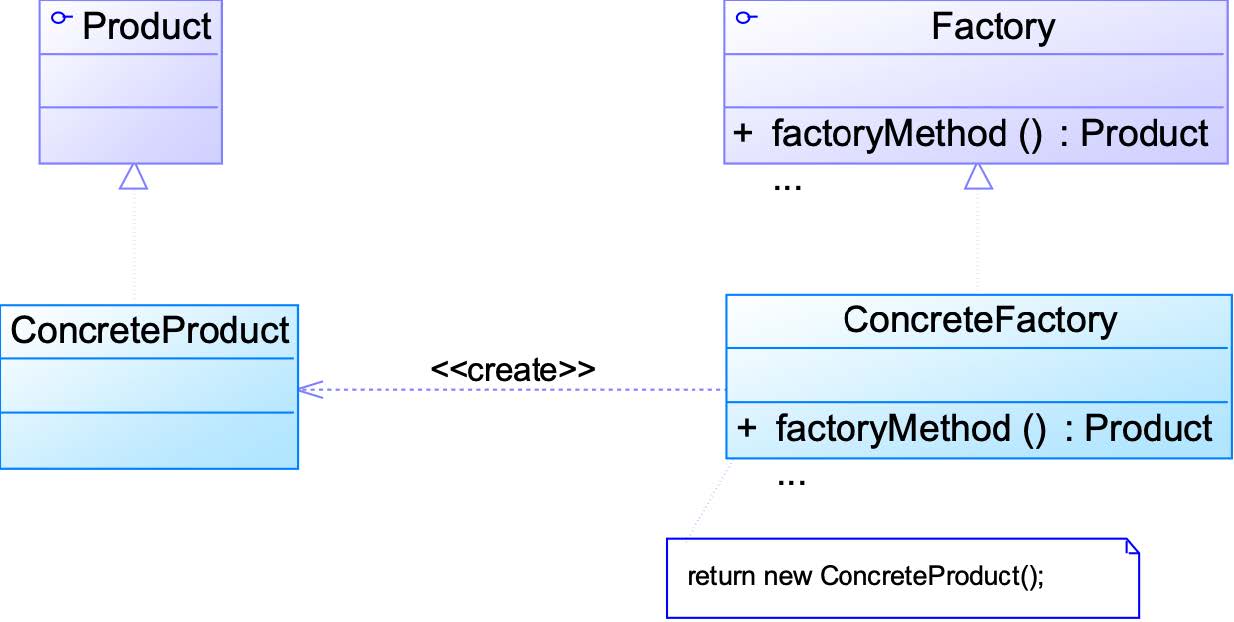 Product
Factory
+ factoryMethod () : Product
...
ConcreteProduct
<<create>>
ConcreteFactory
+ factoryMethod () : Product
...
return new ConcreteProduct();